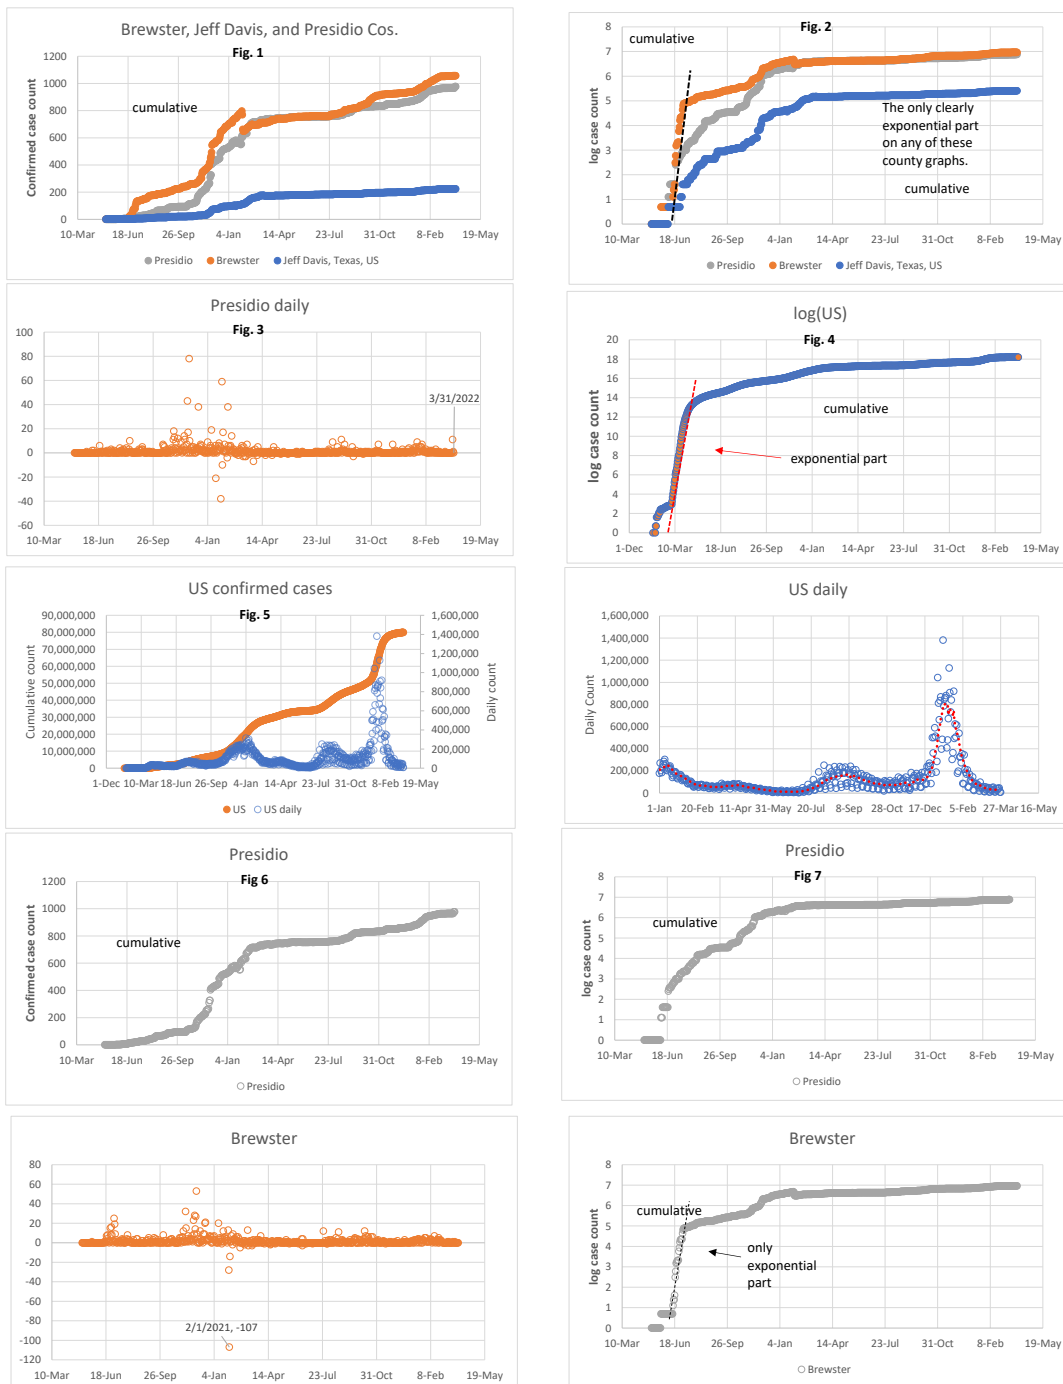 Brewster, Jeff Davis, and Presidio Cos.
Fig. 1
cumulative
Confirmed case count
1200
1000
800
600
400
200
0
10-Mar 18-Jun 26-Sep 4-Jan 14-Apr 23-Jul 31-Oct 8-Feb 19-May
Presidio Brewster Jeff Davis, Texas, US
Fig. 2
cumulative
log case count
8
7
6
5
4
3
2
1
0
The only clearly
exponential part
on any of these
county graphs.
cumulative
10-Mar 18-Jun 26-Sep 4-Jan 14-Apr 23-Jul 31-Oct 8-Feb 19-May
Presidio Brewster Jeff Davis, Texas, US
Presidio daily
Fig. 3
100
80
60
40
20
0
-20
-40
-60
3/31/2022
10-Mar 18-Jun 26-Sep 4-Jan 14-Apr 23-Jul 31-Oct 8-Feb 19-May
log(US)
Fig. 4
log case count
20
18
16
14
12
10
8
6
4
2
0
cumulative
exponential part
1-Dec 10-Mar 18-Jun 26-Sep 4-Jan 14-Apr 23-Jul 31-Oct 8-Feb 19-May
US confirmed cases
Fig. 5
Cumulative count
90,000,000
80,000,000
70,000,000
60,000,000
50,000,000
40,000,000
30,000,000
20,000,000
10,000,000
0
1,600,000
1,400,000
1,200,000
1,000,000
800,000
600,000
400,000
200,000
0
Daily count
1-Dec 10-Mar 18-Jun 26-Sep 4-Jan 14-Apr 23-Jul 31-Oct 8-Feb 19-May
US US daily
US daily
Daily Count
1,600,000
1,400,000
1,200,000
1,000,000
800,000
600,000
400,000
200,000
0
1-Jan 20-Feb 11-Apr 31-May 20-Jul 8-Sep 28-Oct 17-Dec 5-Feb 27-Mar 16-May
Presidio
Fig 6
cumulative
Confirmed case count
1200
1000
800
600
400
200
0
10-Mar 18-Jun 26-Sep 4-Jan 14-Apr 23-Jul 31-Oct 8-Feb 19-May
Presidio
Presidio
Fig 7
cumulative
log case count
8
7
6
5
4
3
2
1
0
10-Mar 18-Jun 26-Sep 4-Jan 14-Apr 23-Jul 31-Oct 8-Feb 19-May
Presidio
Brewster
80
60
40
20
0
-20
-40
-60
-80
-100
-120
2/1/2021, -107
10-Mar 18-Jun 26-Sep 4-Jan 14-Apr 23-Jul 31-Oct 8-Feb 19-May
Brewster
cumulative
log case count
8
7
6
5
4
3
2
1
0
only
exponential
part
10-Mar 18-Jun 26-Sep 4-Jan 14-Apr 23-Jul 31-Oct 8-Feb 19-May
Brewster